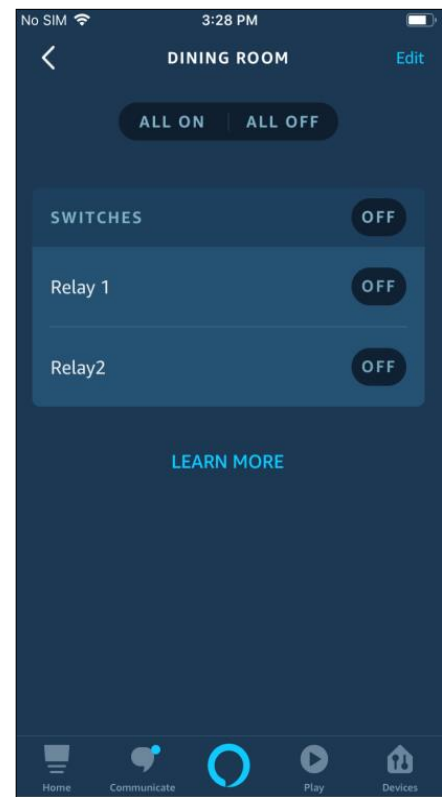 No SIM 3:28 PM
DINING ROOM Edit
ALL ON ALL OFF
SWITCHES OFF
Relay 1 OFF
Relay2 OFF
LEARN MORE
Home Communicate Play Devices